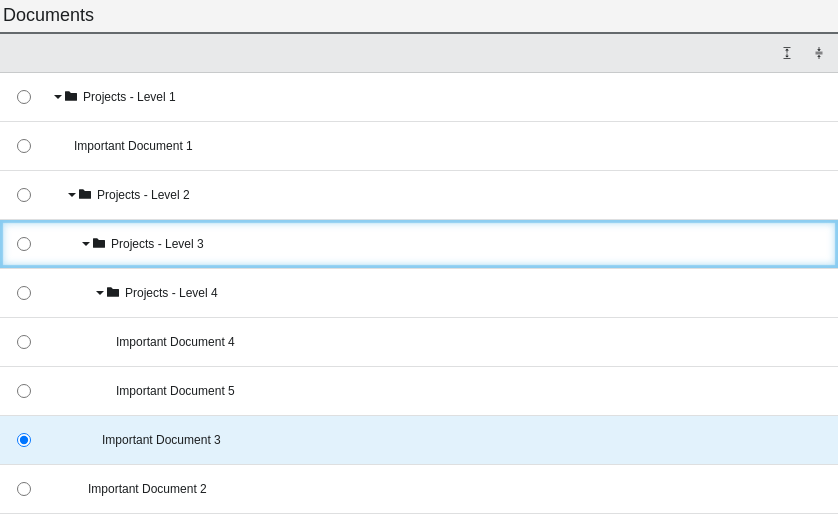 Documents
Projects - Level 1
Important Document 1
Projects - Level 2
Projects - Level 3
Projects - Level 4
Important Document 4
Important Document 5
Important Document 3
Important Document 2